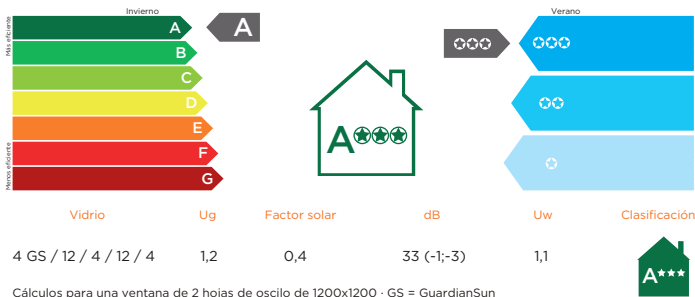 Invierno
Verano
Más eficiente
Menos eficiente
A
B
C
D
E
F
G
A
A✪✪✪
✪✪✪
✪✪✪
✪✪
✪
Vidrio Ug Factor solar dB Uw Clasificación
4 GS / 12 / 4 / 12 / 4 1,2 0,4 33 (-1;-3) 1,1 A★★★
Cálculos para una ventana de 2 hojas de oscilo de 1200x1200 · GS = GuardianSun